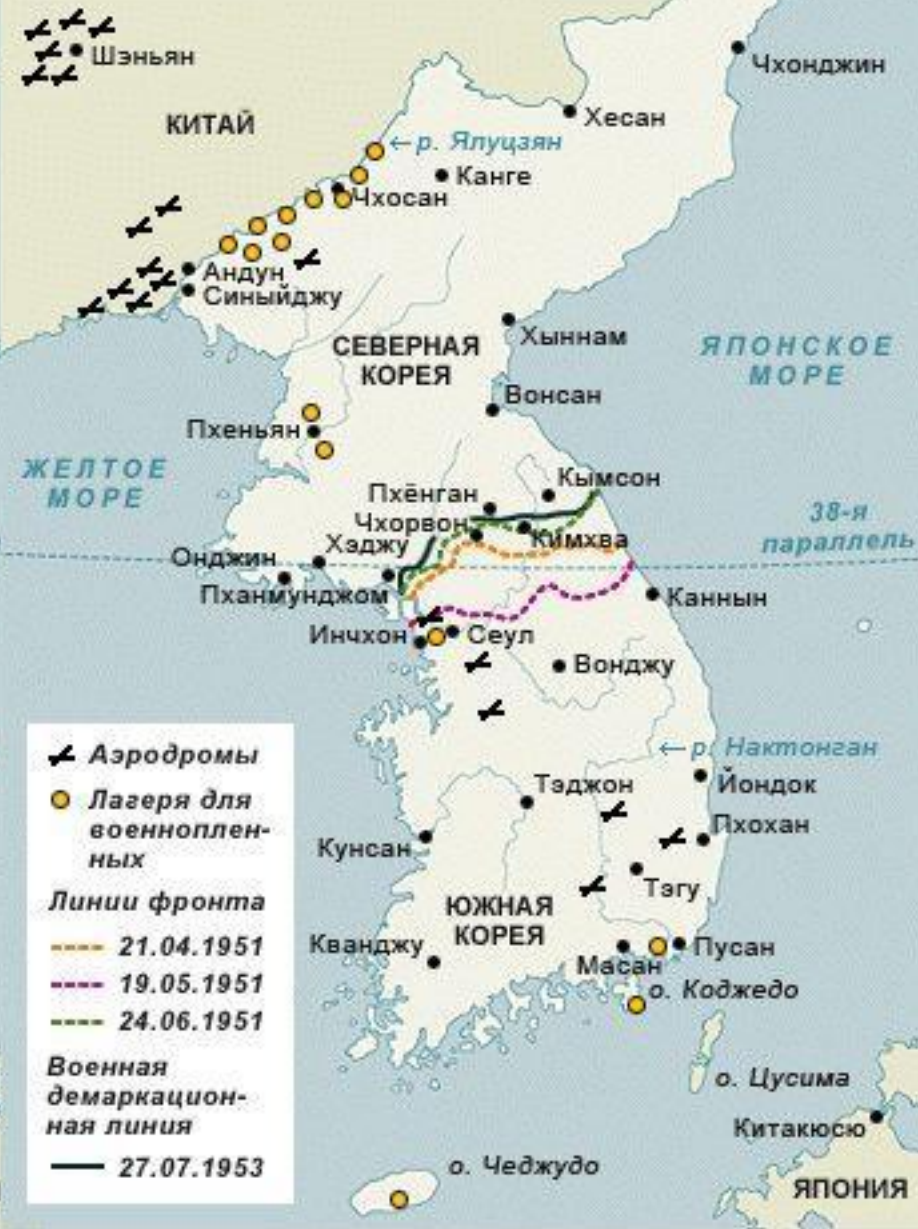 Шэньян
Чхонджин
КИТАЙ
Хесан
←р. Ялуцзян
Канге
Чхосан
Андун
Синыйджу
СЕВЕРНАЯ
КОРЕЯ
Хыннам
ЯПОНСКОЕ
МОРЕ
Вонсан
Пхеньян
ЖЕЛТОЕ
МОРЕ
Кымсон
Пхёнган
Чхорвон
Кимхва
38-я
параллель
Хэджу
Онджин
Пханмунджом
Каннын
Инчхон
Сеул
Вонджу
←р. Нактонган
Тэджон
Йондок
Пхохан
Кунсан
Тэгу
ЮЖНАЯ
КОРЕЯ
Кванджу
Масан
Пусан
о. Коджедо
о. Цусима
Китакюсю
о. Чеджудо
ЯПОНИЯ
Аэродромы
Лагеря для
военноплен-
ных
Линии фронта
21.04.1951
19.05.1951
24.06.1951
Военная
демаркацион-
ная линия
27.07.1953